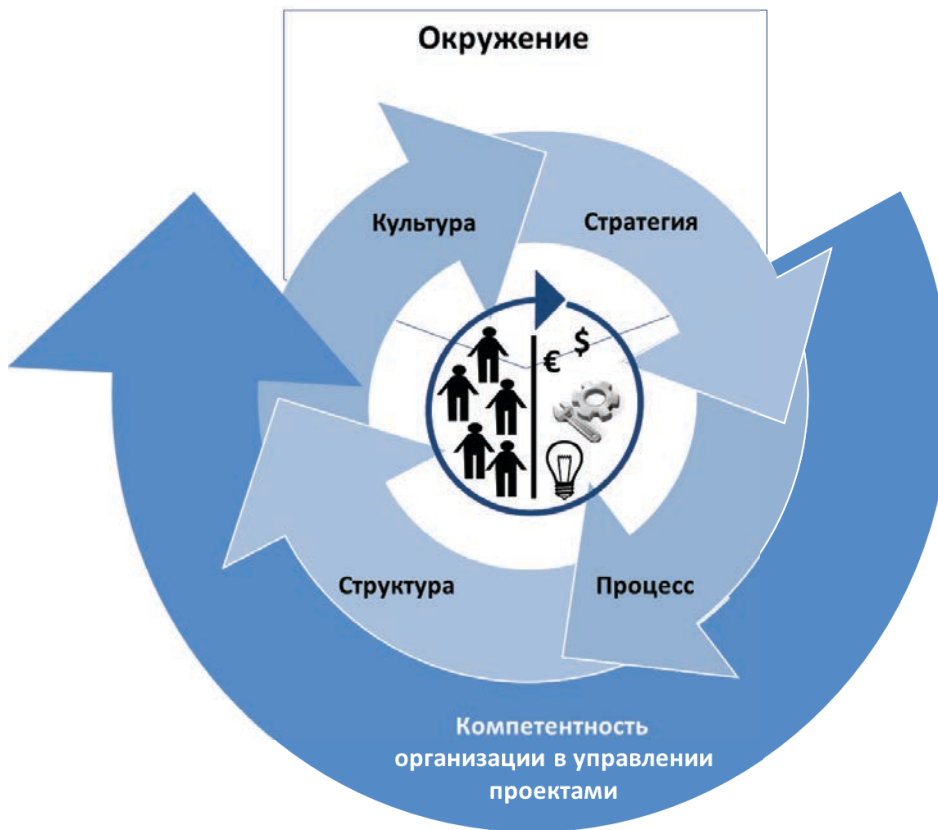 Окружение
Культура
Стратегия
$
€
Структура
Процесс
Компетентность
организации в управлении
проектами